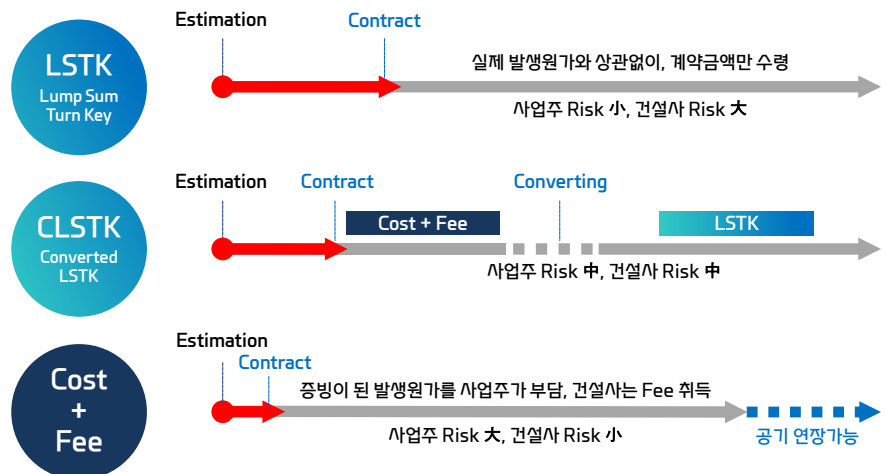 LSTK
Lump Sum
Turn Key
Estimation
Contract
실제 발생원가와 상관없이, 계약금액만 수령
사업주 Risk 小, 건설사 Risk 大
CLSTK
Converted
LSTK
Estimation
Contract
Converting
Cost + Fee
LSTK
사업주 Risk 中, 건설사 Risk 中
Cost
+
Fee
Estimation
Contract
증빙이 된 발생원가를 사업주가 부담, 건설사는 Fee 취득
사업주 Risk 大, 건설사 Risk 小
공기 연장가능